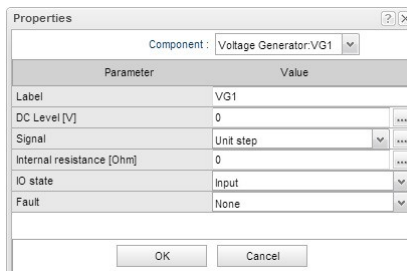 Properties
Component : Voltage Generator:VG1
Parameter Value
Label VG1
DC Level [V] 0 ...
Signal Unit step ...
Internal resistance [Ohm] 0 ...
IO state Input
Fault None
OK Cancel